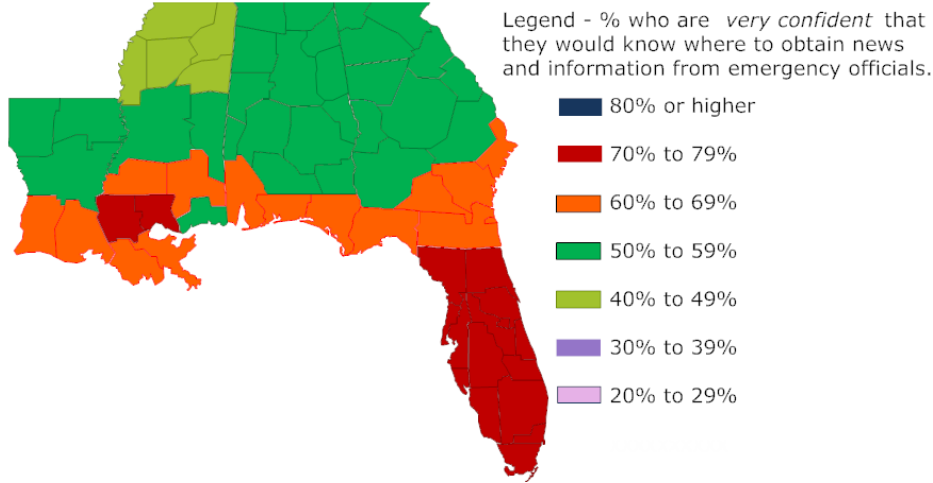 Legend - % who are very confident that
they would know where to obtain news
and information from emergency officials.
80% or higher
70% to 79%
60% to 69%
50% to 59%
40% to 49%
30% to 39%
20% to 29%